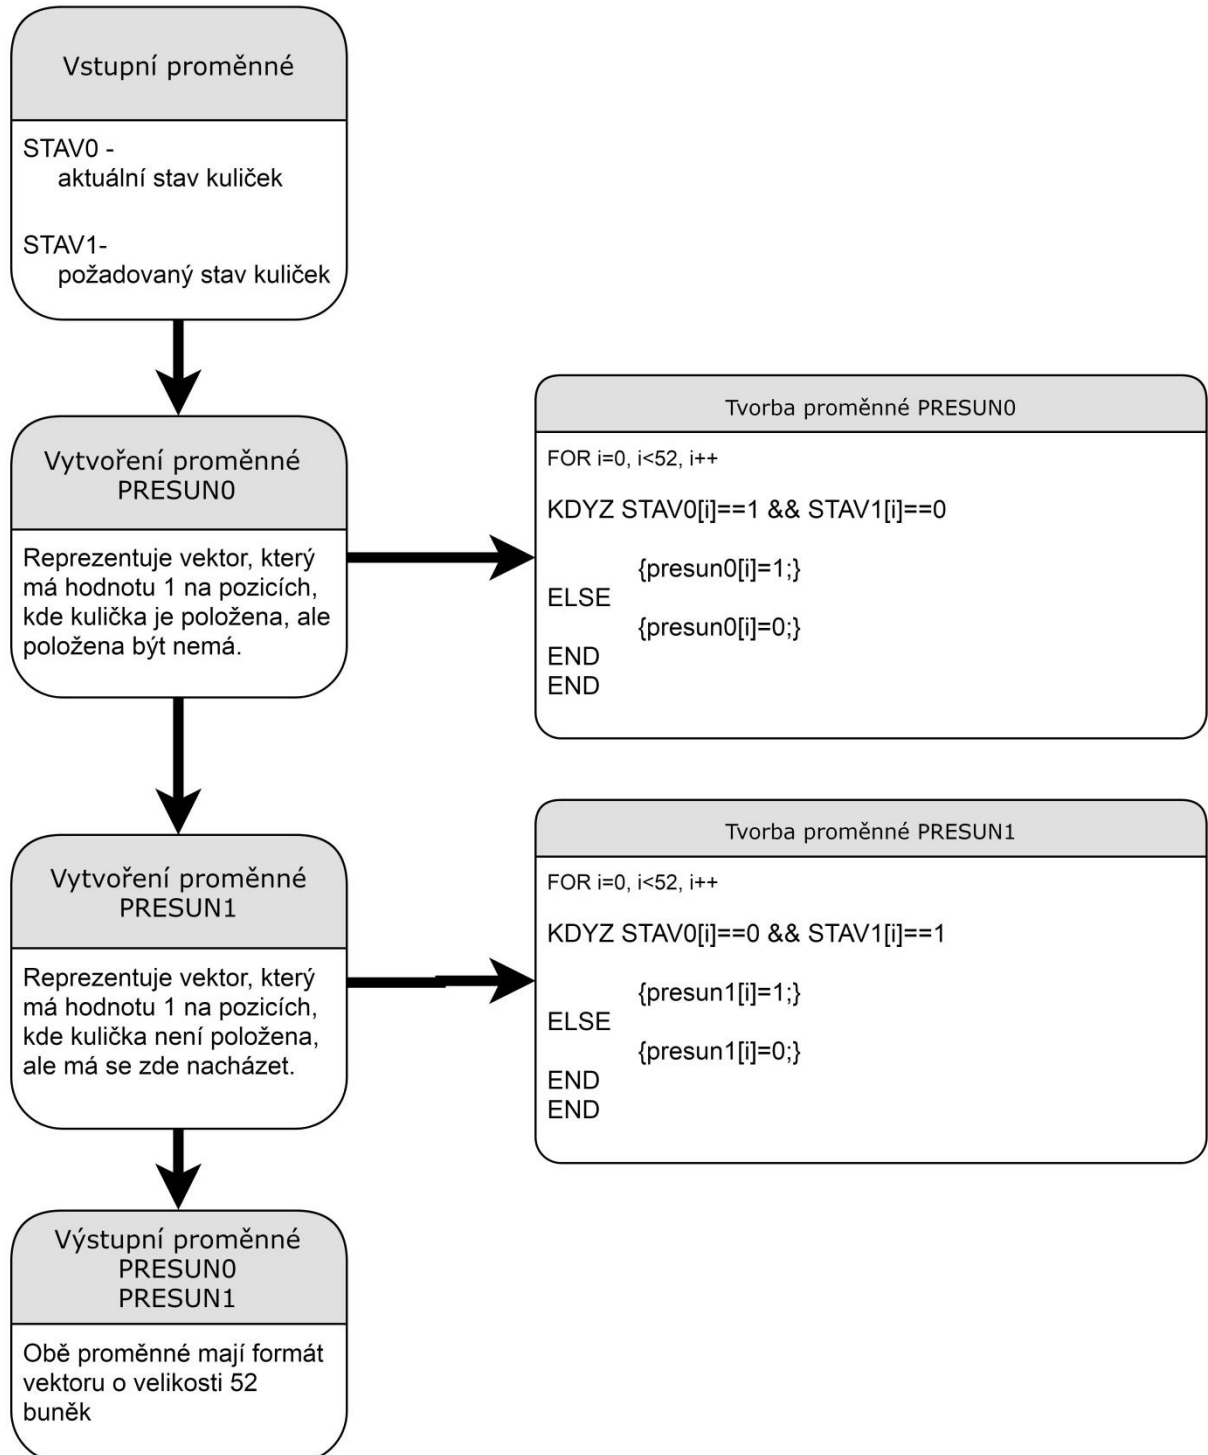 Vstupní proměnné
STAV0 -
aktuální stav kuliček
STAV1-
požadovaný stav kuliček
Vytvoření proměnné
PRESUN0
Reprezentuje vektor, který
má hodnotu 1 na pozicích,
kde kulička je položena, ale
položena být nemá.
Tvorba proměnné PRESUN0
FOR i=0, i<52, i++
KDYZ STAV0[i]==1 && STAV1[i]==0
{presun0[i]=1;}
ELSE
{presun0[i]=0;}
END
END
Vytvoření proměnné
PRESUN1
Reprezentuje vektor, který
má hodnotu 1 na pozicích,
kde kulička není položena,
ale má se zde nacházet.
Tvorba proměnné PRESUN1
FOR i=0, i<52, i++
KDYZ STAV0[i]==0 && STAV1[i]==1
{presun1[i]=1;}
ELSE
{presun1[i]=0;}
END
END
Výstupní proměnné
PRESUN0
PRESUN1
Obě proměnné mají formát
vektoru o velikosti 52
buněk